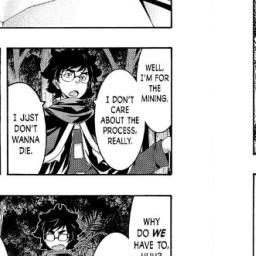 WELL,
I'M FOR
THE
MINING.
I DON'T
CARE
ABOUT THE
PROCESS,
REALLY.
I JUST
DON'T
WANNA
DIE.
WHY
DO WE
HAVE TO,
HUH?